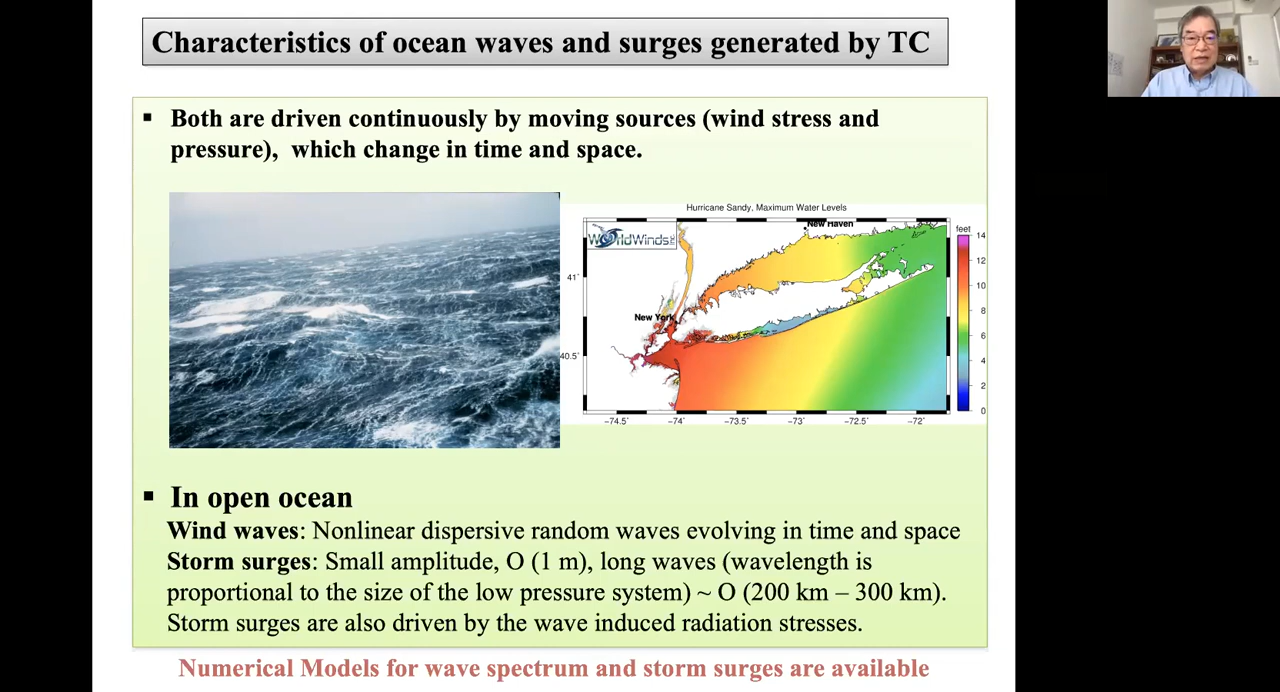 Characteristics of ocean waves and surges generated by TC
▪ Both are driven continuously by moving sources (wind stress and
pressure), which change in time and space.
Hurricane Sandy, Maximum Water Levels
WorldWinds
New Haven
New York
41°
40.5°
−74.5° −74° −73.5° −73° −72.5° −72°
feet
14
12
10
8
6
4
2
0
▪ In open ocean
Wind waves: Nonlinear dispersive random waves evolving in time and space
Storm surges: Small amplitude, O (1 m), long waves (wavelength is
proportional to the size of the low pressure system) ~ O (200 km – 300 km).
Storm surges are also driven by the wave induced radiation stresses.
Numerical Models for wave spectrum and storm surges are available